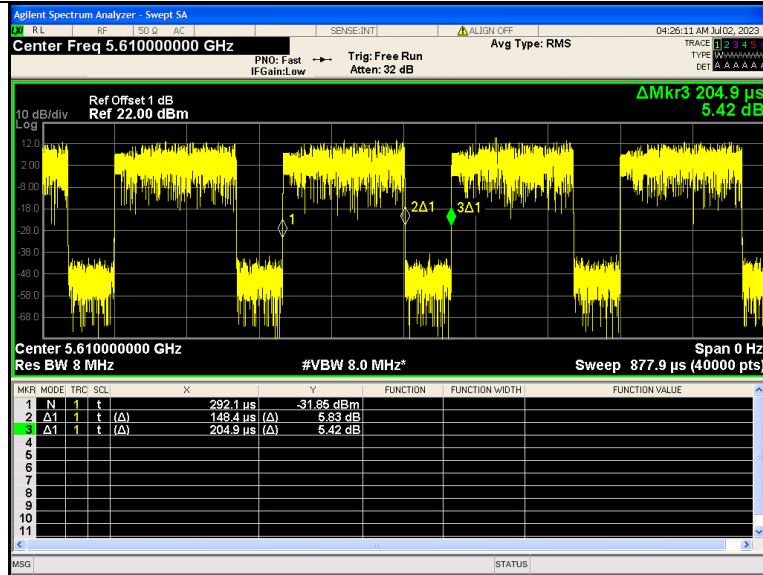 Agilent Spectrum Analyzer - Swept SA
LXI RL RF 50 Ω AC SENSE:INT ALIGN OFF 04:26:11 AM Jul 02, 2023
Center Freq 5.610000000 GHz Avg Type: RMS TRACE 1 2 3 4 5
PNO: Fast Trig: Free Run TYPE W
IFGain:Low Atten: 32 dB DET A A A A A
ΔMkr3 204.9 µs
5.42 dB
Ref Offset 1 dB
10 dB/div Ref 22.00 dBm
Log
12.0
2.00
-8.00
-18.0
-28.0
-38.0
-48.0
-58.0
-68.0
1 2Δ1 3Δ1
Center 5.610000000 GHz Span 0 Hz
Res BW 8 MHz #VBW 8.0 MHz* Sweep 877.9 µs (40000 pts)
MKR MODE TRC SCL X Y FUNCTION FUNCTION WIDTH FUNCTION VALUE
1 N 1 t 292.1 µs -31.85 dBm
2 Δ1 1 t (Δ) 148.4 µs (Δ) 5.83 dB
3 Δ1 1 t (Δ) 204.9 µs (Δ) 5.42 dB
4
5
6
7
8
9
10
11
MSG STATUS